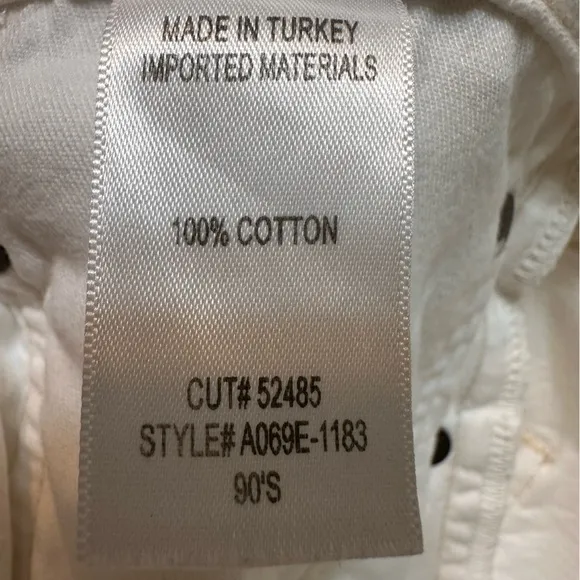 MADE IN TURKEY
IMPORTED MATERIALS
100% COTTON
CUT# 52485
STYLE# A069E-1183
90'S